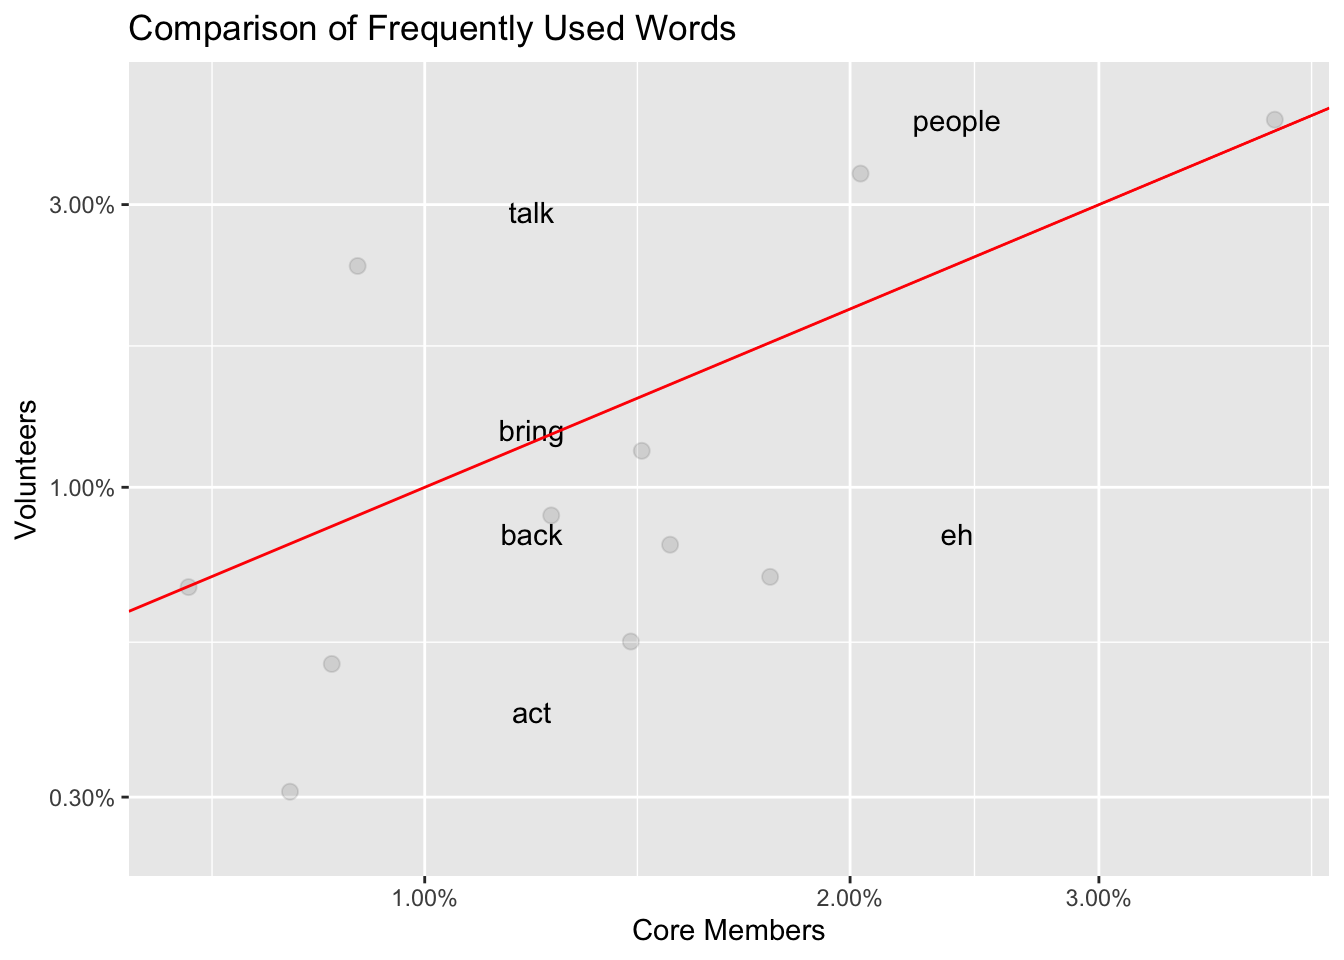 Comparison of Frequently Used Words
people
3.00%
talk
bring
Volunteers
1.00%
back
eh
act
0.30%
1.00%
2.00%
3.00%
Core Members